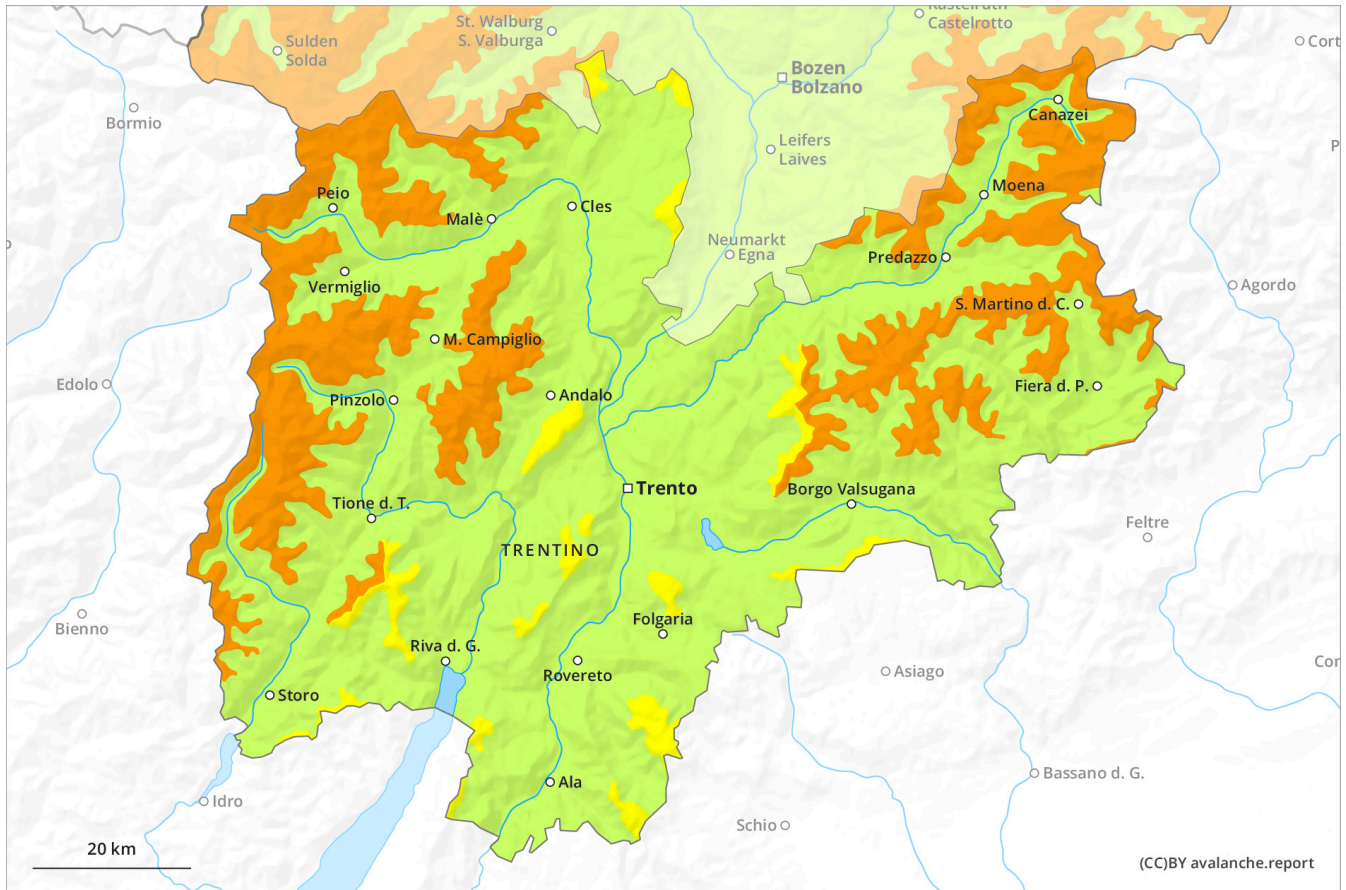 St. Walburg
S. Valburga
Kastelruth
Castelrotto
Sulden
Solda
Cort
Bozen
Bolzano
Bormio
Canazei
Leifers
Laives
Peio
Moena
Malè
Cles
Neumarkt
Egna
Predazzo
Vermiglio
Agordo
S. Martino d. C.
M. Campiglio
Edolo
Andalo
Fiera d. P.
Pinzolo
Trento
Borgo Valsugana
Tione d. T.
Feltre
TRENTINO
Bienno
Folgaria
Riva d. G.
Rovereto
Asiago
Cor
Storo
Ala
Bassano d. G.
Idro
Schio
20 km
(CC)BY avalanche.report